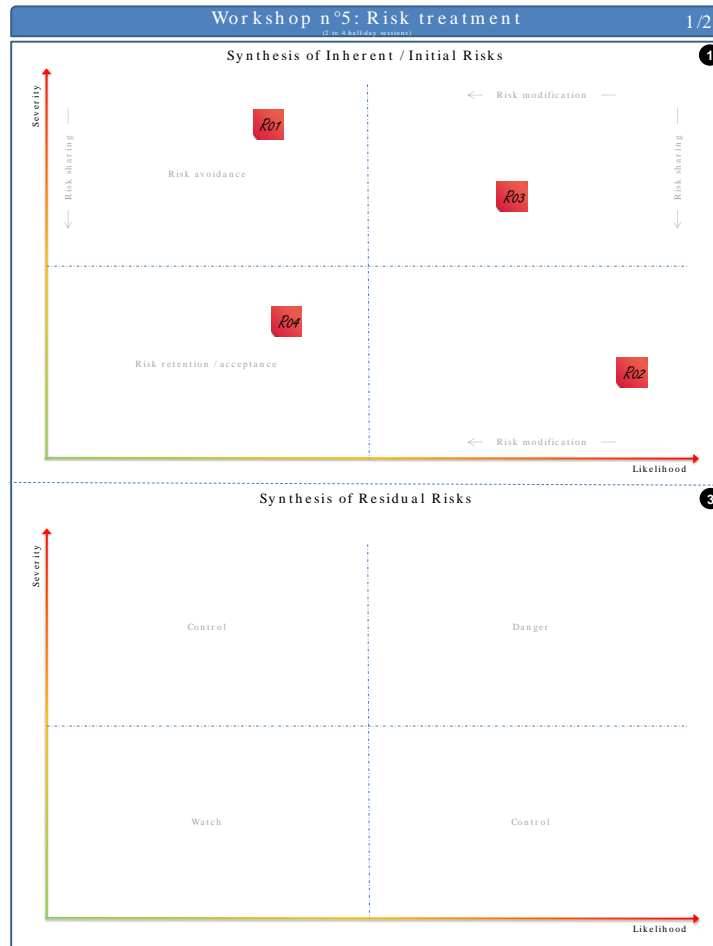 Workshop n°5: Risk treatment
1/2
(2 to 4 half-day sessions)
Synthesis of Inherent / Initial Risks
1
Severity
Risk sharing
Risk modification
Risk sharing
R01
Risk avoidance
R03
R04
Risk retention / acceptance
R02
Risk modification
Likelihood
Synthesis of Residual Risks
3
Severity
Control
Danger
Watch
Control
Likelihood